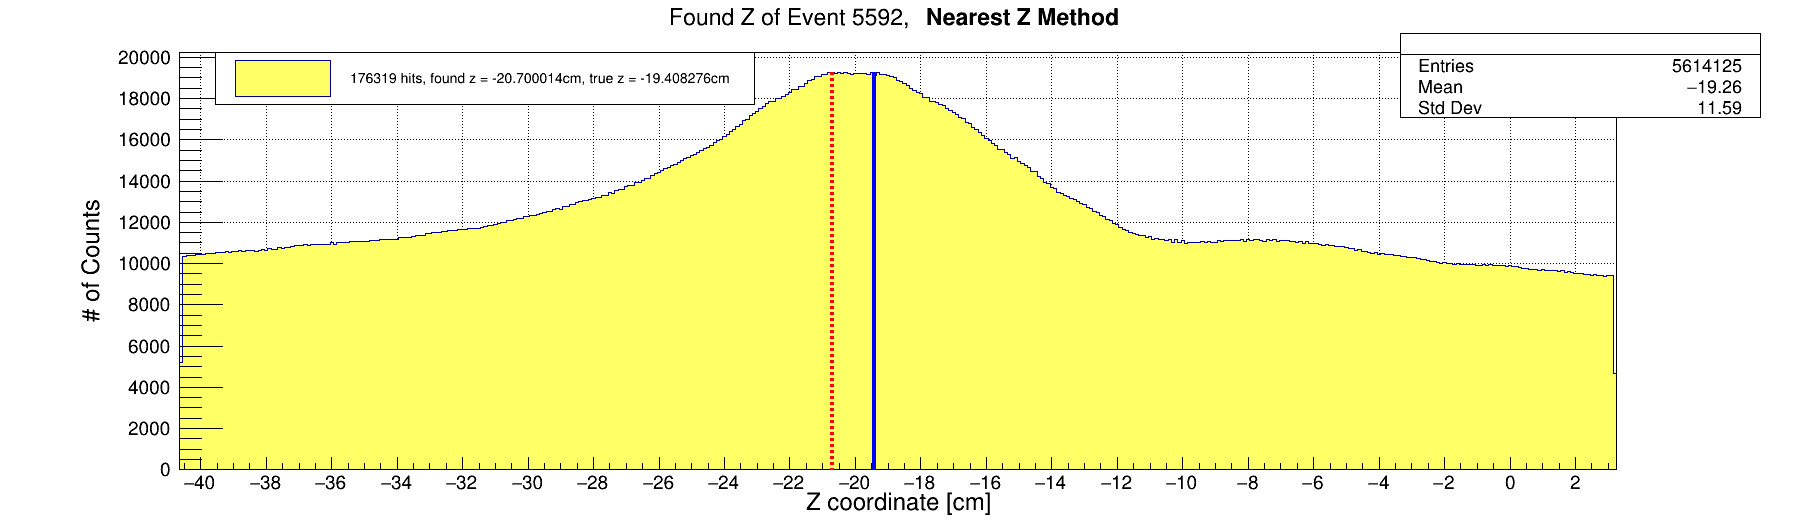 Found Z of Event 5592, Nearest Z Method
176319 hits, found z = -20.700014cm, true z = -19.408276cm
Entries 5614125
Mean −19.26
Std Dev 11.59
# of Counts
20000
18000
16000
14000
12000
10000
8000
6000
4000
2000
0
−40 −38 −36 −34 −32 −30 −28 −26 −24 −22 −20 −18 −16 −14 −12 −10 −8 −6 −4 −2 0 2
Z coordinate [cm]